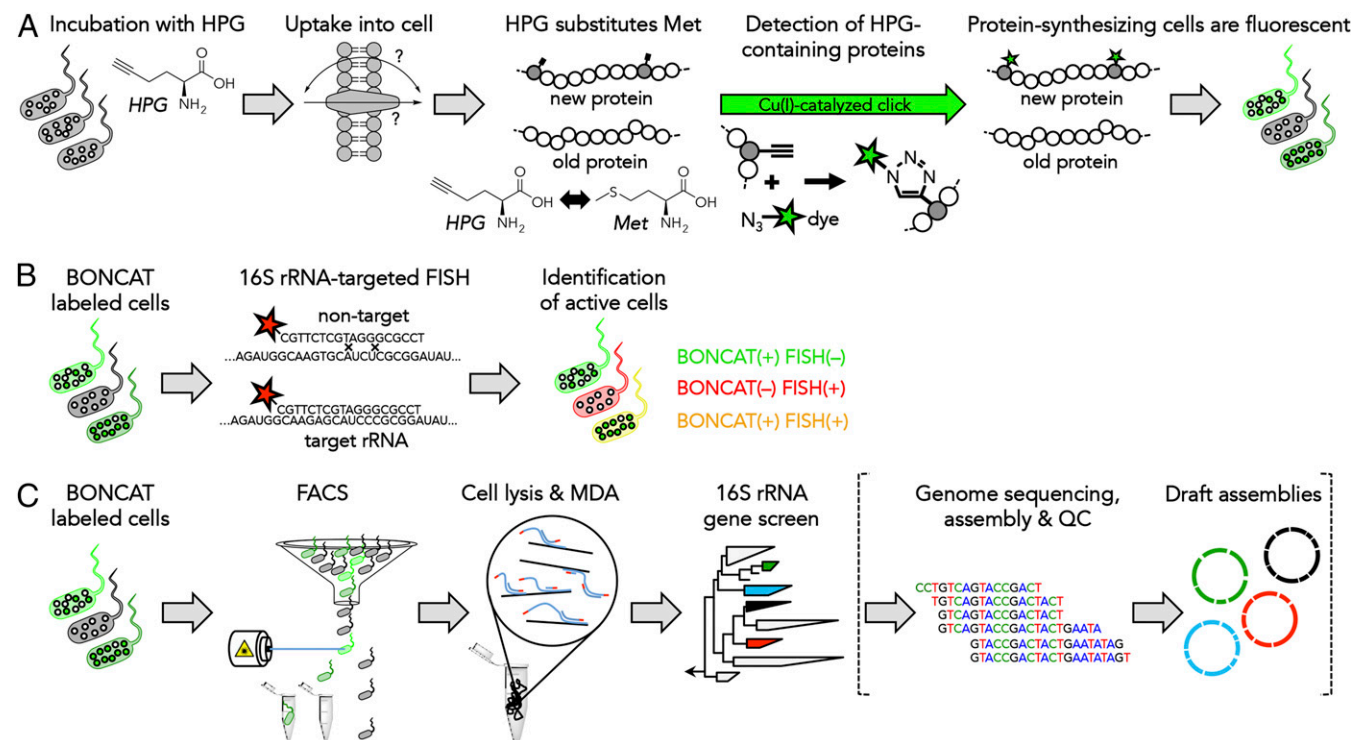 A
Incubation with HPG
Uptake into cell
HPG substitutes Met
Detection of HPG-
containing proteins
Protein-synthesizing cells are fluorescent
O
OH
NH2
HPG
?
?
new protein
old protein
Cu(I)-catalyzed click
new protein
old protein
O
OH
NH2
HPG
S
O
OH
NH2
Met
+
N3
dye
N
N
N
B
BONCAT
labeled cells
16S rRNA-targeted FISH
Identification
of active cells
non-target
CGTTCTCGTAGGGCGCCT
...AGAUGGCAAGTGCAUCUCGCGGAUAU...
CGTTCTCGTAGGGCGCCT
...AGAUGGCAAGAGCAUCCCGCGGAUAU...
target rRNA
BONCAT(+) FISH(–)
BONCAT(–) FISH(+)
BONCAT(+) FISH(+)
C
BONCAT
labeled cells
FACS
Cell lysis & MDA
16S rRNA
gene screen
Genome sequencing,
assembly & QC
Draft assemblies
CCTGTCAGTACCGACT
TGTCAGTACCGACTACT
GTCAGTACCGACTACT
GTCAGTACCGACTACTGAATA
GTACCGACTACTGAATATAG
GTACCGACTACTGAATATAGT